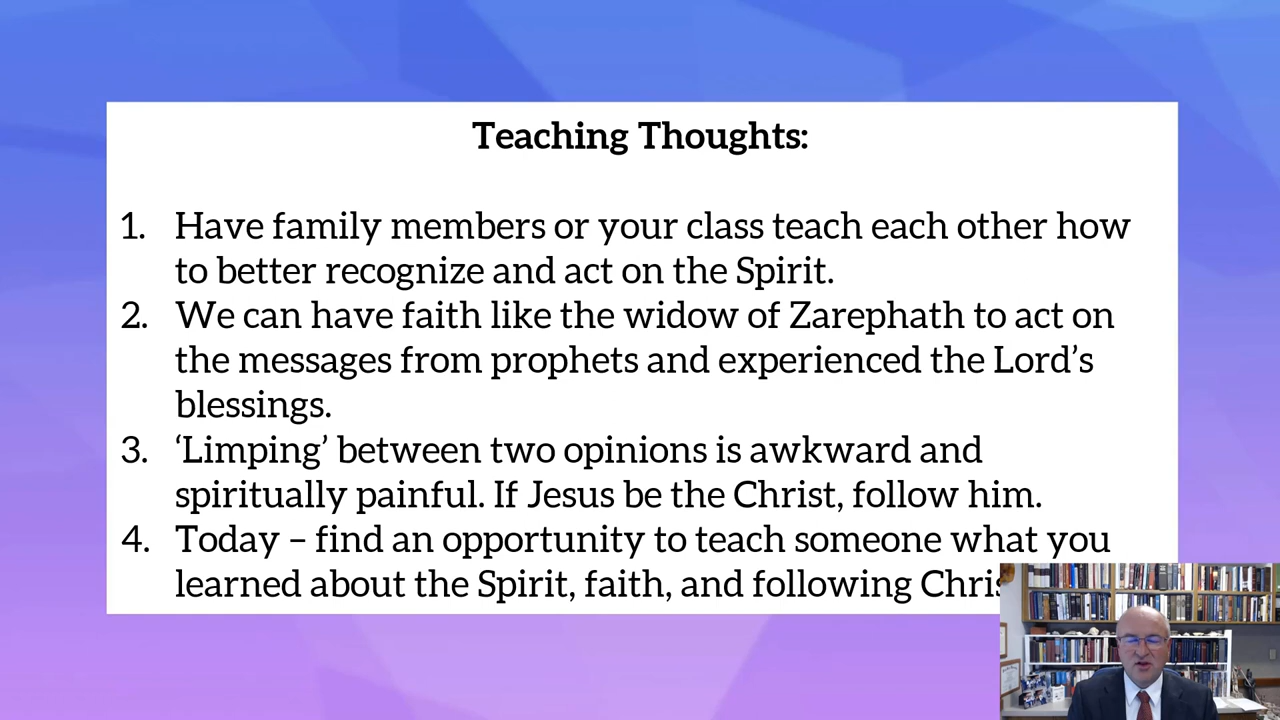 Teaching Thoughts:
1. Have family members or your class teach each other how
to better recognize and act on the Spirit.
2. We can have faith like the widow of Zarephath to act on
the messages from prophets and experienced the Lord’s
blessings.
3. ‘Limping’ between two opinions is awkward and
spiritually painful. If Jesus be the Christ, follow him.
4. Today – find an opportunity to teach someone what you
learned about the Spirit, faith, and following Chris